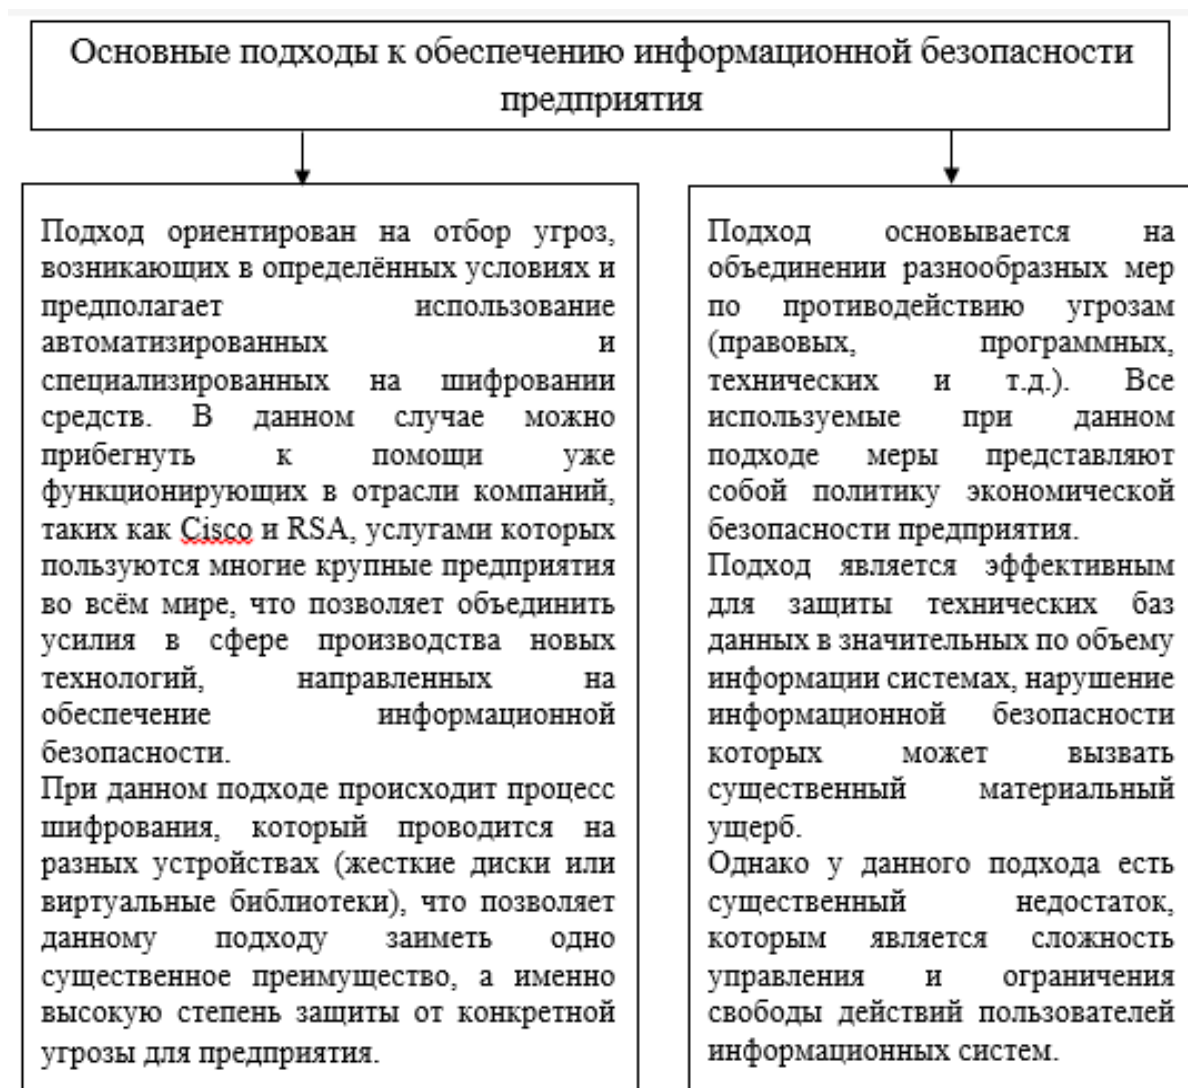 Основные подходы к обеспечению информационной безопасности
предприятия
Подход ориентирован на отбор угроз,
возникающих в определённых условиях и
предполагает использование
автоматизированных и
специализированных на шифровании
средств. В данном случае можно
прибегнуть к помощи уже
функционирующих в отрасли компаний,
таких как Cisco и RSA, услугами которых
пользуются многие крупные предприятия
во всём мире, что позволяет объединить
усилия в сфере производства новых
технологий, направленных на
обеспечение информационной
безопасности.
При данном подходе происходит процесс
шифрования, который проводится на
разных устройствах (жесткие диски или
виртуальные библиотеки), что позволяет
данному подходу заиметь одно
существенное преимущество, а именно
высокую степень защиты от конкретной
угрозы для предприятия.
Подход основывается на
объединении разнообразных мер
по противодействию угрозам
(правовых, программных,
технических и т.д.). Все
используемые при данном
подходе меры представляют
собой политику экономической
безопасности предприятия.
Подход является эффективным
для защиты технических баз
данных в значительных по объему
информации системах, нарушение
информационной безопасности
которых может вызвать
существенный материальный
ущерб.
Однако у данного подхода есть
существенный недостаток,
которым является сложность
управления и ограничения
свободы действий пользователей
информационных систем.